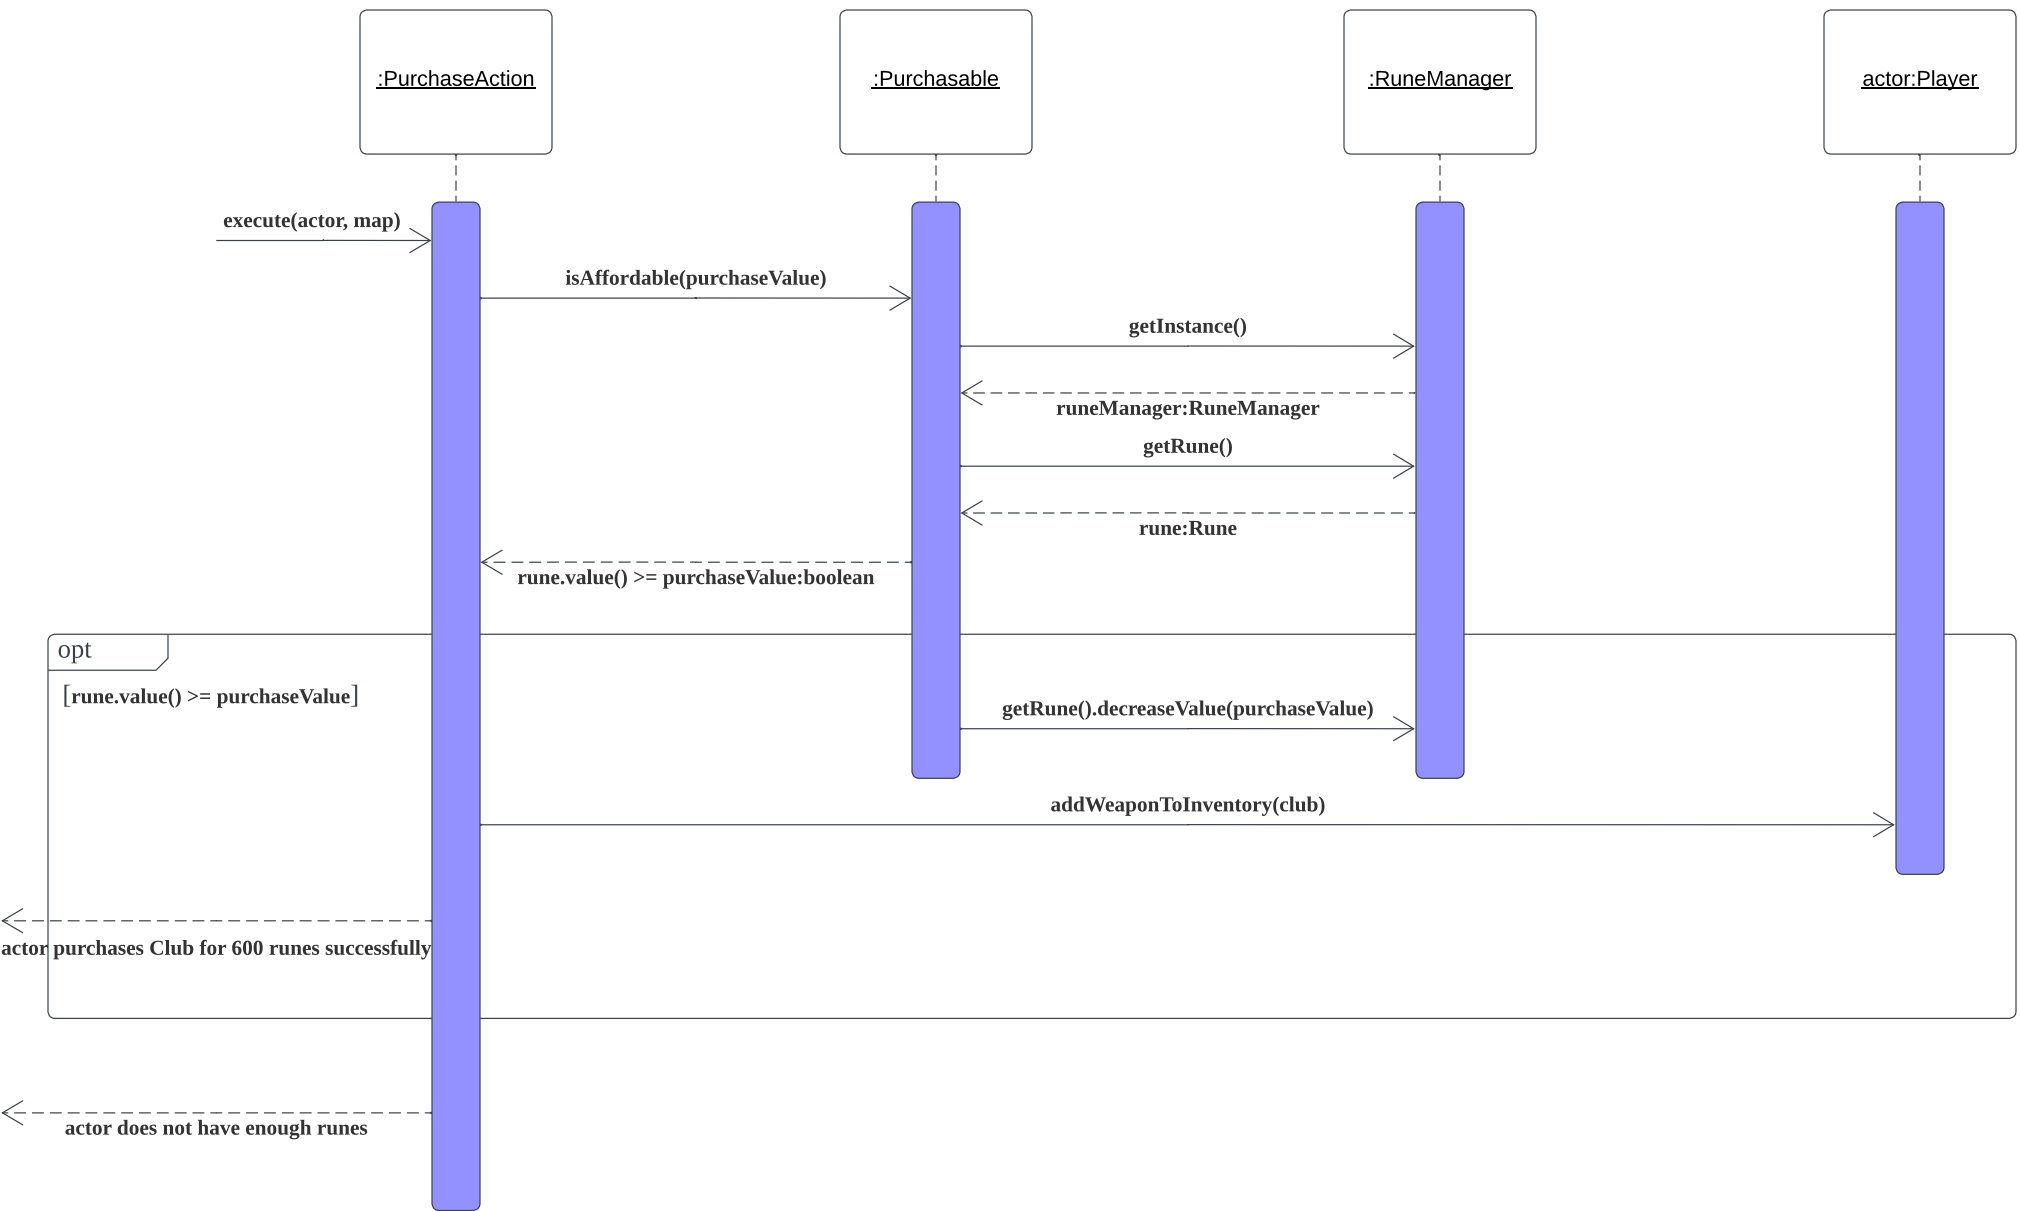 :PurchaseAction
:Purchasable
:RuneManager
actor:Player
execute(actor, map)
isAffordable(purchaseValue)
getInstance()
runeManager:RuneManager
getRune()
rune:Rune
rune.value() >= purchaseValue:boolean
opt
[rune.value() >= purchaseValue]
getRune().decreaseValue(purchaseValue)
addWeaponToInventory(club)
actor purchases Club for 600 runes successfully
actor does not have enough runes